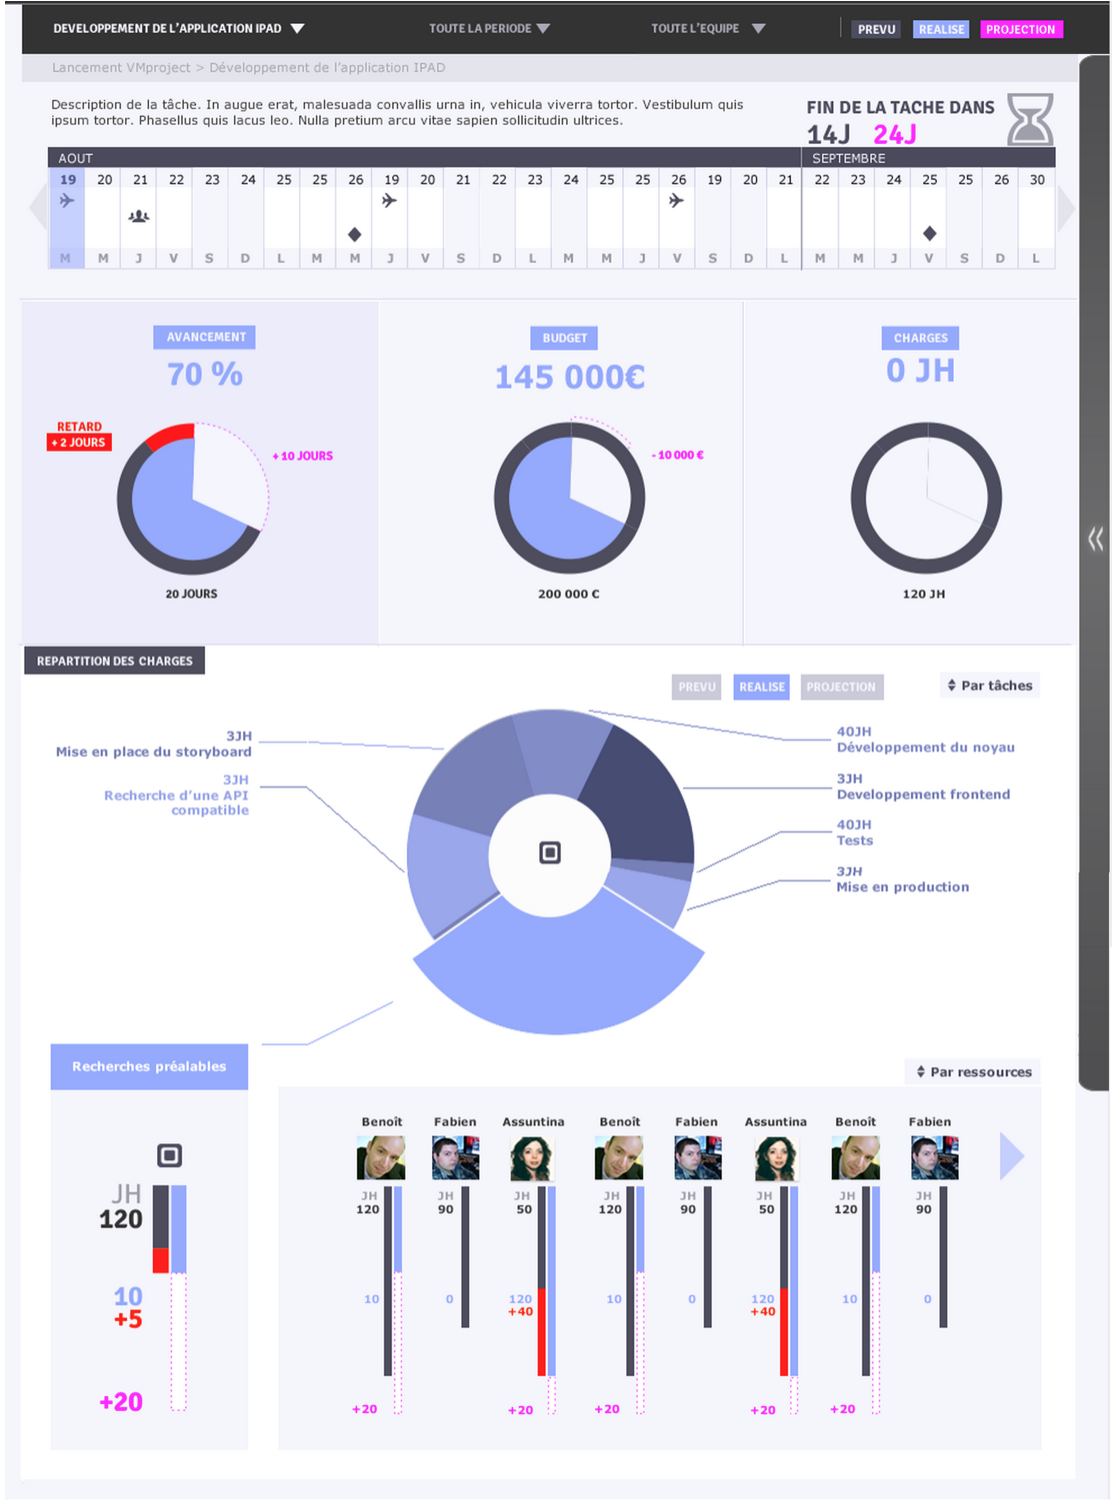 DEVELOPPEMENT DE L'APPLICATION IPAD
TOUTE LA PERIODE
TOUTE L'EQUIPE
PREVU
REALISE
PROJECTION
Lancement VMproject > Développement de l'application IPAD
Description de la tâche. In augue erat, malesuada convallis urna in, vehicula viverra tortor. Vestibulum quis
ipsum tortor. Phasellus quis lacus leo. Nulla pretium arcu vitae sapien sollicitudin ultrices.
FIN DE LA TACHE DANS
14J 24J
AOUT SEPTEMBRE
19 20 21 22 23 24 25 25 26 19 20 21 22 23 24 25 25 26 19 20 21 22 23 24 25 25 26 30
M M J V S D L M M J V S D L M M J V S D L M M J V S D L
AVANCEMENT
70 %
RETARD
+ 2 JOURS
+ 10 JOURS
20 JOURS
BUDGET
145 000€
- 10 000 €
200 000 €
CHARGES
0 JH
120 JH
REPARTITION DES CHARGES
PREVU
REALISE
PROJECTION
Par tâches
3JH
Mise en place du storyboard
3JH
Recherche d'une API
compatible
40JH
Développement du noyau
3JH
Developpement frontend
40JH
Tests
3JH
Mise en production
Recherches préalables
JH
120
10
+5
+20
Par ressources
Benoît Fabien Assuntina Benoît Fabien Assuntina Benoît Fabien
JH JH JH JH JH JH JH JH
120 90 50 120 90 50 120 90
10 0 120 10 0 120 10 0
+40 +40
+20 +20 +20 +20 +20